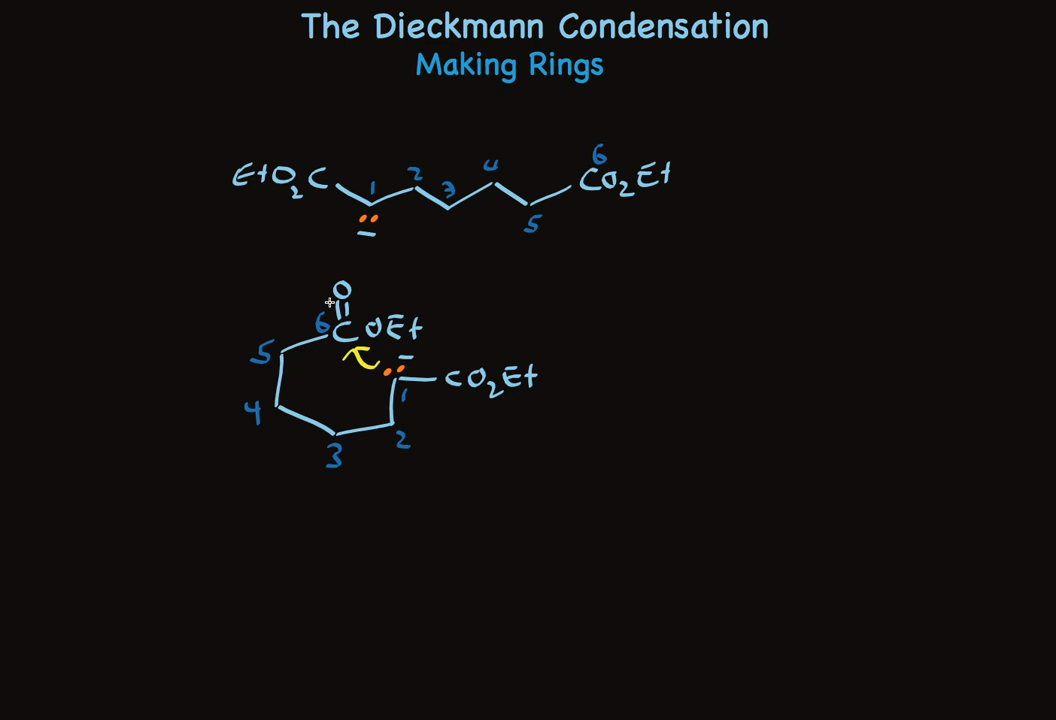 The Dieckmann Condensation
Making Rings
EtO₂C 1 2 3 4 5 6 CO₂Et
O
6 C OEt
5
CO₂Et
1
4
2
3